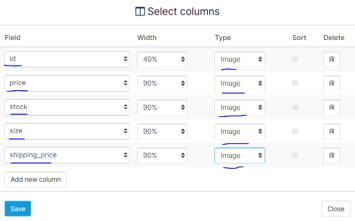 Select columns
Field Width Type Sort Delete
id 40% Image
price 90% Image
stock 90% Image
size 90% Image
shipping_price 90% Image
Add new column
Save Close